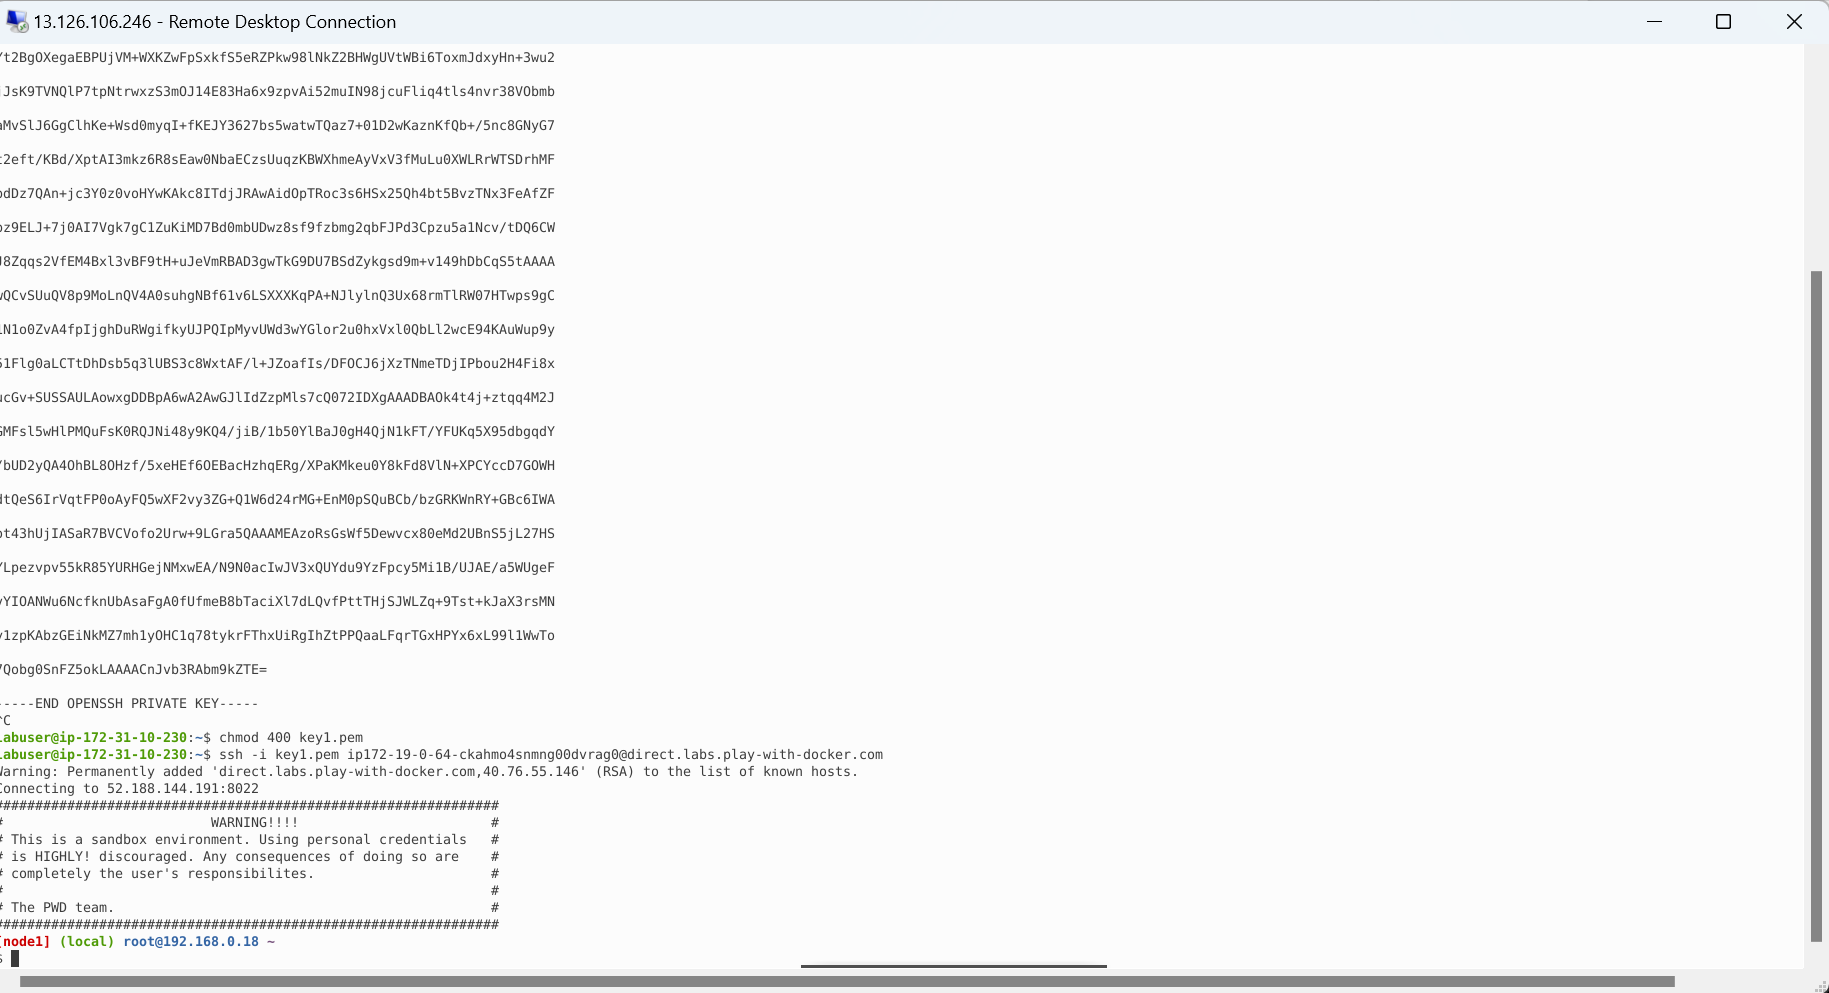 13.126.106.246 - Remote Desktop Connection
t2BgOXegaEBPUjVM+WXKZwFpSxkfS5eRZPkw98lNkZ2BHWgUVtWBi6ToxmJdxyHn+3wu2
JsK9TVNQlP7tpNtrwxzS3mOJ14E83Ha6x9zpvAi52muIN98jcuFliq4tls4nvr38VObmb
MvSlJ6GgClhKe+Wsd0myqI+fKEJY3627bs5watwTQaz7+01D2wKaznKfQb+/5nc8GNyG7
2eft/KBd/XptAI3mkz6R8sEaw0NbaECzsUuqzKBWXhmeAyVxV3fMuLu0XWLRrWTSDrhMF
dDz7QAn+jc3Y0z0voHYwKAkc8ITdjJRAwAidOpTRoc3s6HSx25Qh4bt5BvzTNx3FeAfZF
z9ELJ+7j0AI7Vgk7gC1ZuKiMD7Bd0mbUDwz8sf9fzbmg2qbFJPd3Cpzu5a1Ncv/tDQ6CW
8Zqqs2VfEM4Bxl3vBF9tH+uJeVmRBAD3gwTkG9DU7BSdZykgsd9m+v149hDbCqS5tAAAA
QCvSUuQV8p9MoLnQV4A0suhgNBf61v6LSXXXKqPA+NJlylnQ3Ux68rmTlRW07HTwps9gC
N1o0ZvA4fpIjghDuRWgifkyUJPQIpMyvUWd3wYGlor2u0hxVxl0QbLl2wcE94KAuWup9y
1Flg0aLCTtDhDsb5q3lUBS3c8WxtAF/l+JZoafIs/DFOCJ6jXzTNmeTDjIPbou2H4Fi8x
cGv+SUSSAULAowxgDDBpA6wA2AwGJlIdZzpMls7cQ072IDXgAAADBAOk4t4j+ztqq4M2J
MFsl5wHlPMQuFsK0RQJNi48y9KQ4/jiB/1b50YlBaJ0gH4QjN1kFT/YFUKq5X95dbgqdY
bUD2yQA4OhBL8OHzf/5xeHEf6OEBacHzhqERg/XPaKMkeu0Y8kFd8VlN+XPCYccD7GOWH
tQeS6IrVqtFP0oAyFQ5wXF2vy3ZG+Q1W6d24rMG+EnM0pSQuBCb/bzGRKWnRY+GBc6IWA
t43hUjIASaR7BVCVofo2Urw+9LGra5QAAAMEAzoRsGsWf5Dewvcx80eMd2UBnS5jL27HS
Lpezvpv55kR85YURHGejNMxwEA/N9N0acIwJV3xQUYdu9YzFpcy5Mi1B/UJAE/a5WUgeF
YIOANWu6NcfknUbAsaFgA0fUfmeB8bTaciXl7dLQvfPttTHjSJWLZq+9Tst+kJaX3rsMN
1zpKAbzGEiNkMZ7mh1yOHC1q78tykrFThxUiRgIhZtPPQaaLFqrTGxHPYx6xL99l1WwTo
Qobg0SnFZ5okLAAAACnJvb3RAbm9kZTE=
-----END OPENSSH PRIVATE KEY-----
^C
labuser@ip-172-31-10-230:~$ chmod 400 key1.pem
labuser@ip-172-31-10-230:~$ ssh -i key1.pem ip172-19-0-64-ckahmo4snmng00dvrag0@direct.labs.play-with-docker.com
Warning: Permanently added 'direct.labs.play-with-docker.com,40.76.55.146' (RSA) to the list of known hosts.
Connecting to 52.188.144.191:8022
############################################################
# WARNING!!!! #
# This is a sandbox environment. Using personal credentials #
# is HIGHLY! discouraged. Any consequences of doing so are #
# completely the user's responsibilites. #
# #
# The PWD team. #
############################################################
[node1] (local) root@192.168.0.18 ~
$